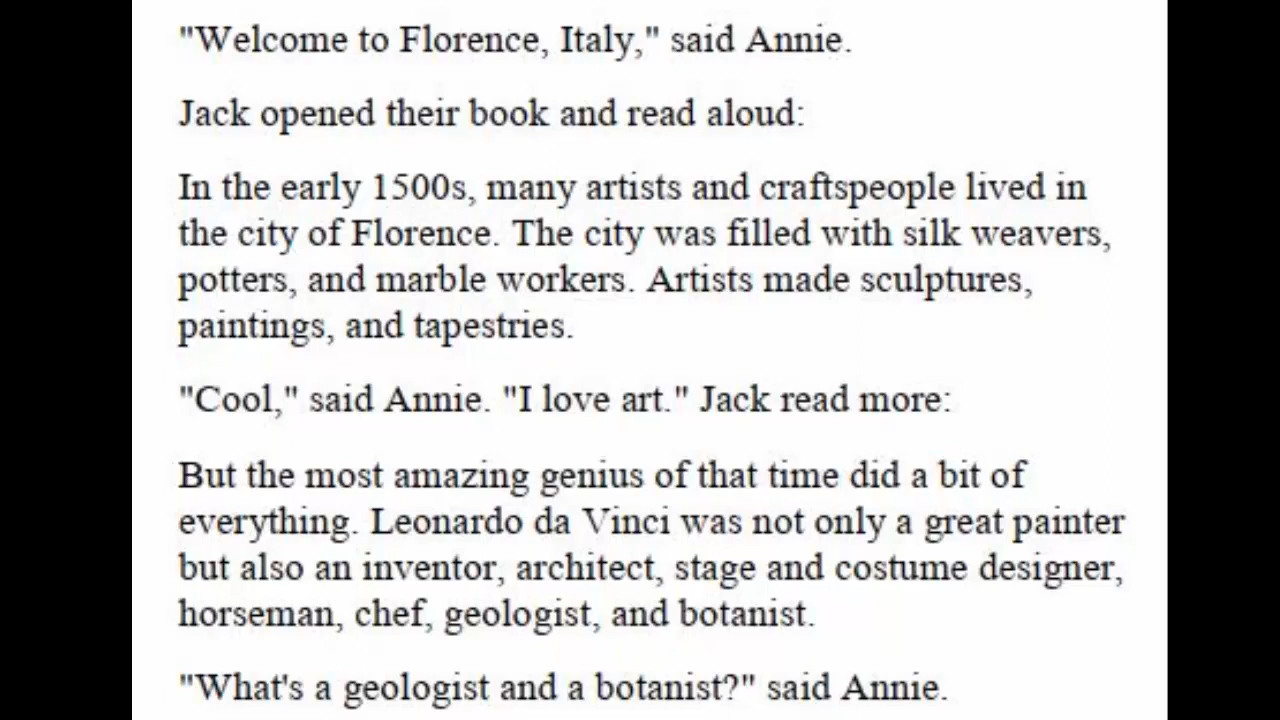 "Welcome to Florence, Italy," said Annie.
Jack opened their book and read aloud:
In the early 1500s, many artists and craftspeople lived in
the city of Florence. The city was filled with silk weavers,
potters, and marble workers. Artists made sculptures,
paintings, and tapestries.
"Cool," said Annie. "I love art." Jack read more:
But the most amazing genius of that time did a bit of
everything. Leonardo da Vinci was not only a great painter
but also an inventor, architect, stage and costume designer,
horseman, chef, geologist, and botanist.
"What's a geologist and a botanist?" said Annie.